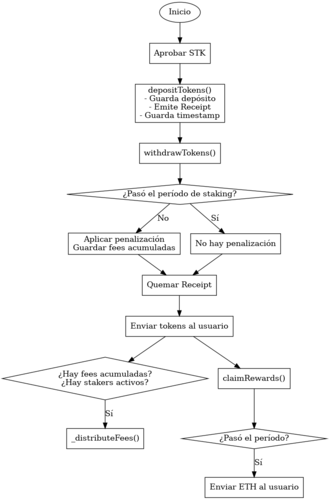 Inicio
Aprobar STK
depositTokens()
- Guarda depósito
- Emite Receipt
- Guarda timestamp
withdrawTokens()
¿Pasó el período de staking?
No
Sí
Aplicar penalización
Guardar fees acumuladas
No hay penalización
Quemar Receipt
Enviar tokens al usuario
¿Hay fees acumuladas?
¿Hay stakers activos?
claimRewards()
Sí
_distributeFees()
¿Pasó el período?
Sí
Enviar ETH al usuario